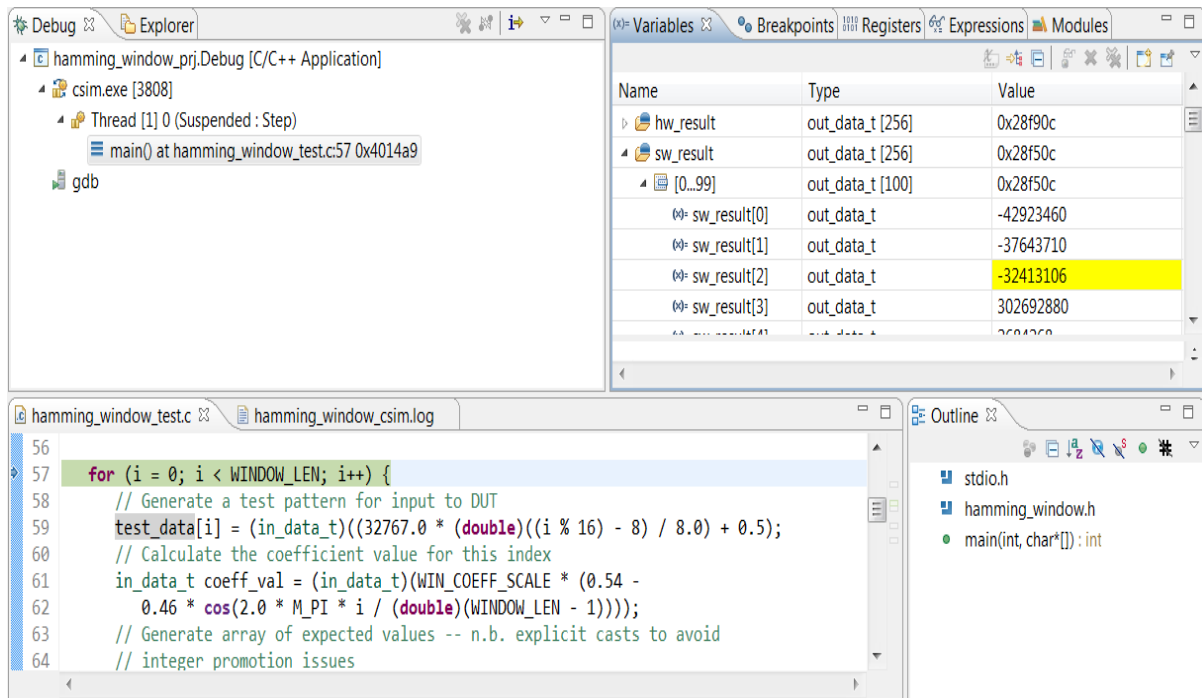 Debug Explorer
hamming_window_prj.Debug [C/C++ Application]
csim.exe [3808]
Thread [1] 0 (Suspended : Step)
main() at hamming_window_test.c:57 0x4014a9
gdb
(x)= Variables Breakpoints Registers Expressions Modules
Name Type Value
hw_result out_data_t [256] 0x28f90c
sw_result out_data_t [256] 0x28f50c
[0...99] out_data_t [100] 0x28f50c
(x)= sw_result[0] out_data_t -42923460
(x)= sw_result[1] out_data_t -37643710
(x)= sw_result[2] out_data_t -32413106
(x)= sw_result[3] out_data_t 302692880
hamming_window_test.c hamming_window_csim.log
56
57 for (i = 0; i < WINDOW_LEN; i++) {
58 // Generate a test pattern for input to DUT
59 test_data[i] = (in_data_t)((32767.0 * (double)((i % 16) - 8) / 8.0) + 0.5);
60 // Calculate the coefficient value for this index
61 in_data_t coeff_val = (in_data_t)(WIN_COEFF_SCALE * (0.54 -
62 0.46 * cos(2.0 * M_PI * i / (double)(WINDOW_LEN - 1))));
63 // Generate array of expected values -- n.b. explicit casts to avoid
64 // integer promotion issues
Outline
stdio.h
hamming_window.h
main(int, char*[]) : int